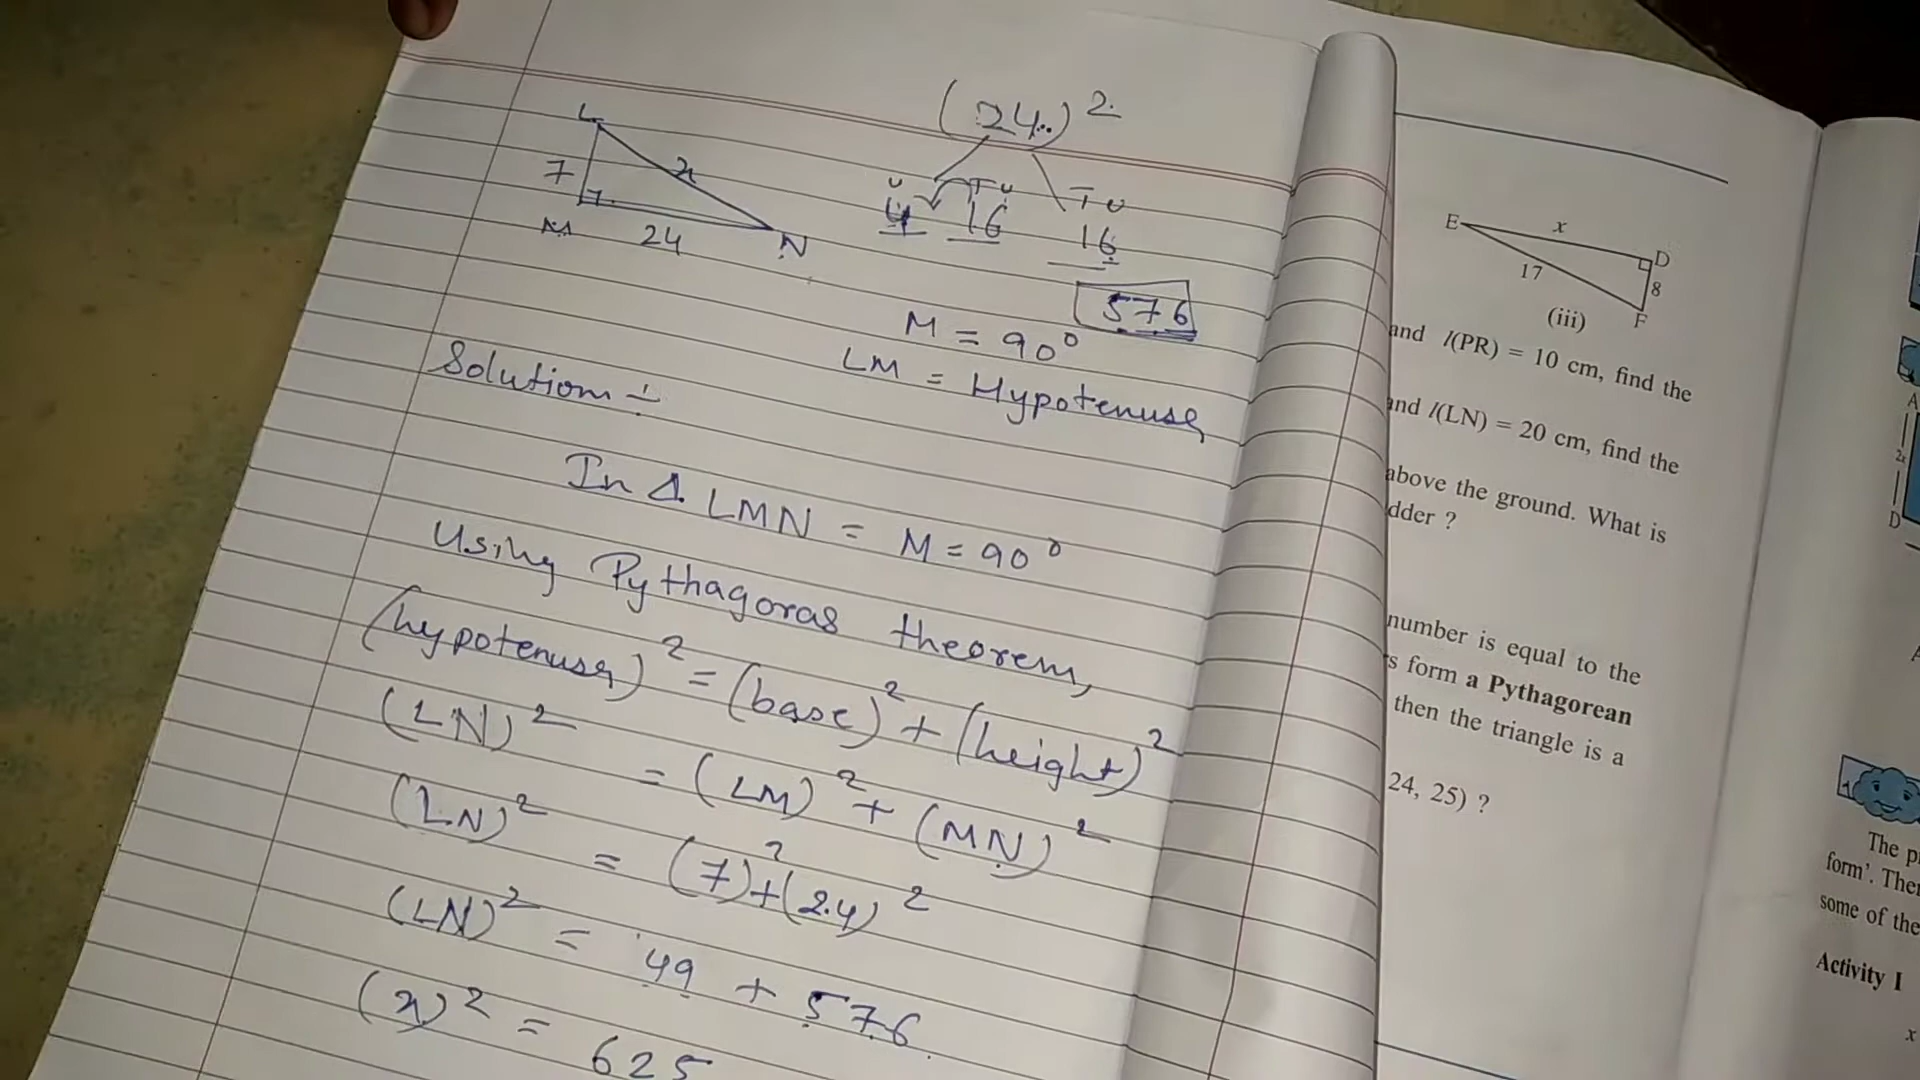 (24)²
L
7
x
M
24
N
U
T U
T U
4
16
16
576
M = 90°
LM = Hypotenuse
Solution ÷
In Δ LMN = M = 90°
Using Pythagoras theorem,
(hypotenuse)² = (base)² + (height)²
(LN)² = (LM)² + (MN)²
(LN)² = (7)² + (24)²
(LN)² = 49 + 576
(x)² = 625
E
x
D
17
8
F
(iii)
and l(PR) = 10 cm, find the
and l(LN) = 20 cm, find the
above the ground. What is
dder ?
number is equal to the
s form a Pythagorean
then the triangle is a
24, 25) ?
A
D
The p
form'. Ther
some of the
Activity I
x